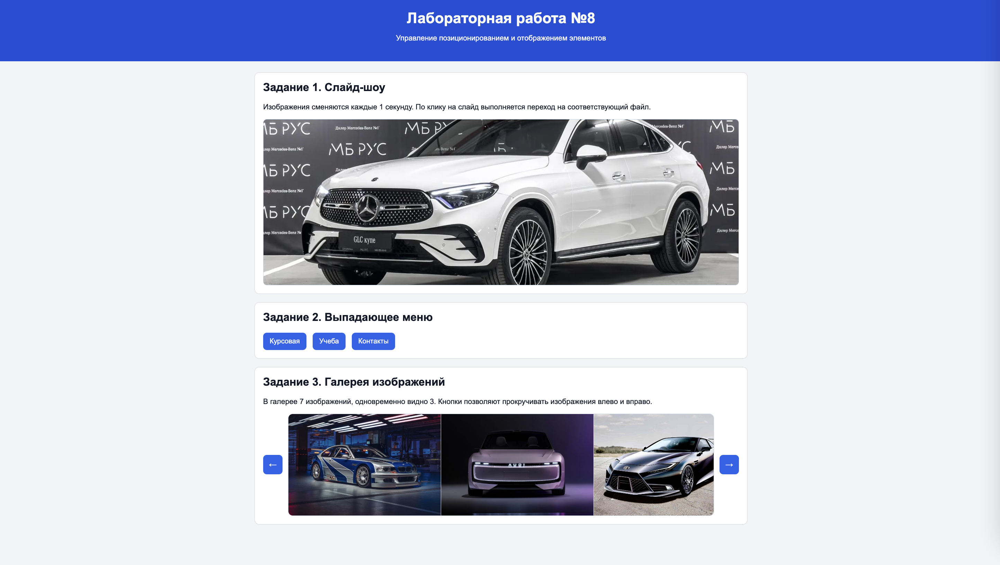 Лабораторная работа №8
Управление позиционированием и отображением элементов
Задание 1. Слайд-шоу
Изображения сменяются каждые 1 секунду. По клику на слайд выполняется переход на соответствующий файл.
Дилер Mercedes-Benz №1
МБ РУС
GLC купе
МБ РУС
Задание 2. Выпадающее меню
Курсовая Учеба Контакты
Задание 3. Галерея изображений
В галерее 7 изображений, одновременно видно 3. Кнопки позволяют прокручивать изображения влево и вправо.
← →
AUDI